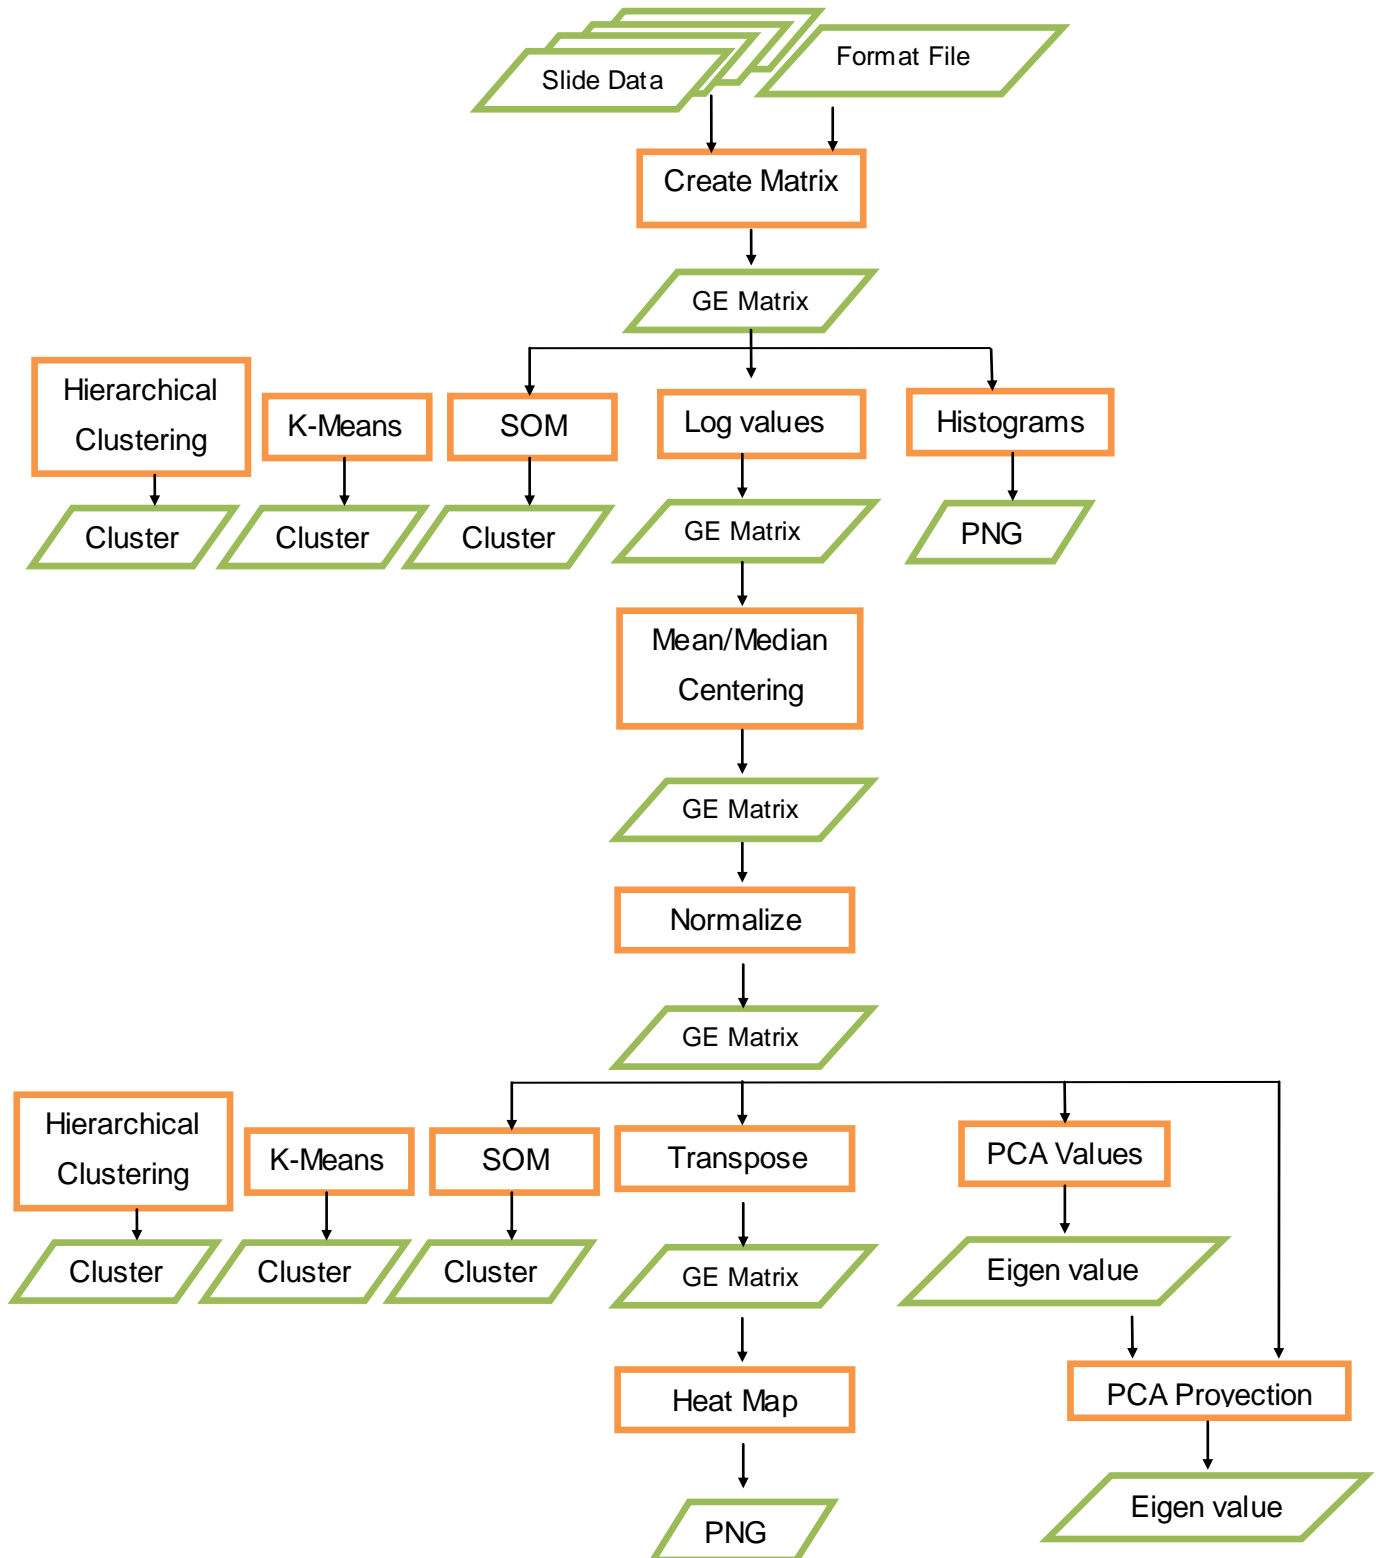 Slide Data
Format File
Create Matrix
GE Matrix
Hierarchical
Clustering
K-Means
SOM
Log values
Histograms
Cluster
Cluster
Cluster
GE Matrix
PNG
Mean/Median
Centering
GE Matrix
Normalize
GE Matrix
Hierarchical
Clustering
K-Means
SOM
Transpose
PCA Values
Cluster
Cluster
Cluster
GE Matrix
Eigen value
Heat Map
PCA Proyection
Eigen value
PNG